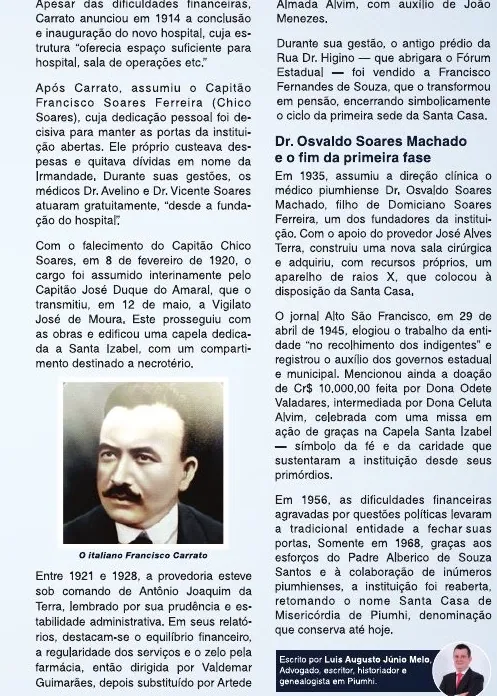 Apesar das dificuldades financeiras,
Carrato anunciou em 1914 a conclusão
e inauguração do novo hospital, cuja es-
trutura "oferecia espaço suficiente para
hospital, sala de operações etc."
Após Carrato, assumiu o Capitão
Francisco Soares Ferreira (Chico
Soares), cuja dedicação pessoal foi de-
cisiva para manter as portas da institui-
ção abertas. Ele próprio custeava des-
pesas e quitava dívidas em nome da
Irmandade. Durante suas gestões, os
médicos Dr. Avelino e Dr. Vicente Soares
atuaram gratuitamente, "desde a funda-
ção do hospital".
Com o falecimento do Capitão Chico
Soares, em 8 de fevereiro de 1920, o
cargo foi assumido interinamente pelo
Capitão José Duque do Amaral, que o
transmitiu, em 12 de maio, a Vigilato
José de Moura. Este prosseguiu com
as obras e edificou uma capela dedica-
da a Santa Izabel, com um comparti-
mento destinado a necrotério.
O italiano Francisco Carrato
Entre 1921 e 1928, a provedoria esteve
sob comando de Antônio Joaquim da
Terra, lembrado por sua prudência e es-
tabilidade administrativa. Em seus relató-
rios, destacam-se o equilíbrio financeiro,
a regularidade dos serviços e o zelo pela
farmácia, então dirigida por Valdemar
Guimarães, depois substituído por Artede
Almada Alvim, com auxílio de João
Menezes.
Durante sua gestão, o antigo prédio da
Rua Dr. Higino — que abrigara o Fórum
Estadual — foi vendido a Francisco
Fernandes de Souza, que o transformou
em pensão, encerrando simbolicamente
o ciclo da primeira sede da Santa Casa.
Dr. Osvaldo Soares Machado
e o fim da primeira fase
Em 1935, assumiu a direção clínica o
médico piumhiense Dr. Osvaldo Soares
Machado, filho de Domiciano Soares
Ferreira, um dos fundadores da institui-
ção. Com o apoio do provedor José Alves
Terra, construiu uma nova sala cirúrgica
e adquiriu, com recursos próprios, um
aparelho de raios X, que colocou à
disposição da Santa Casa.
O jornal Alto São Francisco, em 29 de
abril de 1945, elogiou o trabalho da enti-
dade "no recolhimento dos indigentes" e
registrou o auxílio dos governos estadual
e municipal. Mencionou ainda a doação
de Cr$ 10.000,00 feita por Dona Odete
Valadares, intermediada por Dona Celuta
Alvim, celebrada com uma missa em
ação de graças na Capela Santa Izabel
— símbolo da fé e da caridade que
sustentaram a instituição desde seus
primórdios.
Em 1956, as dificuldades financeiras
agravadas por questões políticas levaram
a tradicional entidade a fechar suas
portas. Somente em 1968, graças aos
esforços do Padre Alberico de Souza
Santos e à colaboração de inúmeros
piumhienses, a instituição foi reaberta,
retomando o nome Santa Casa de
Misericórdia de Piumhi, denominação
que conserva até hoje.
Escrito por Luis Augusto Júnio Melo,
Advogado, escritor, historiador e
genealogista em Piumhi.